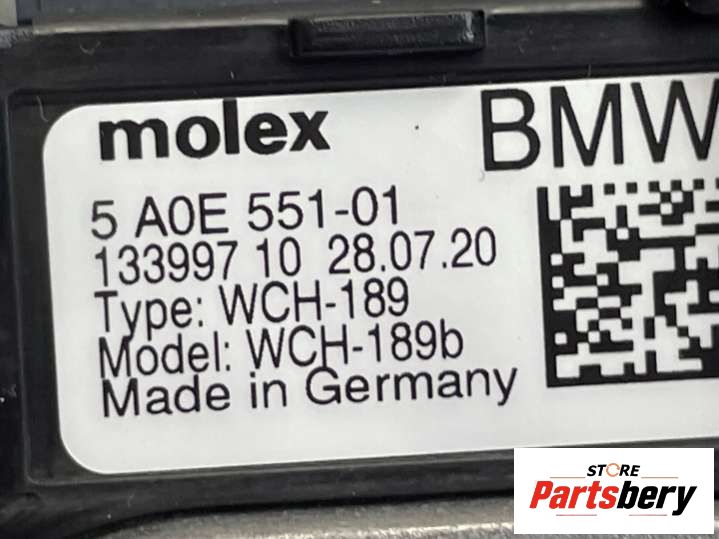 molex
BMW
5 A0E 551-01
133997 10 28.07.20
Type: WCH-189
Model: WCH-189b
Made in Germany
STORE
Partsbery